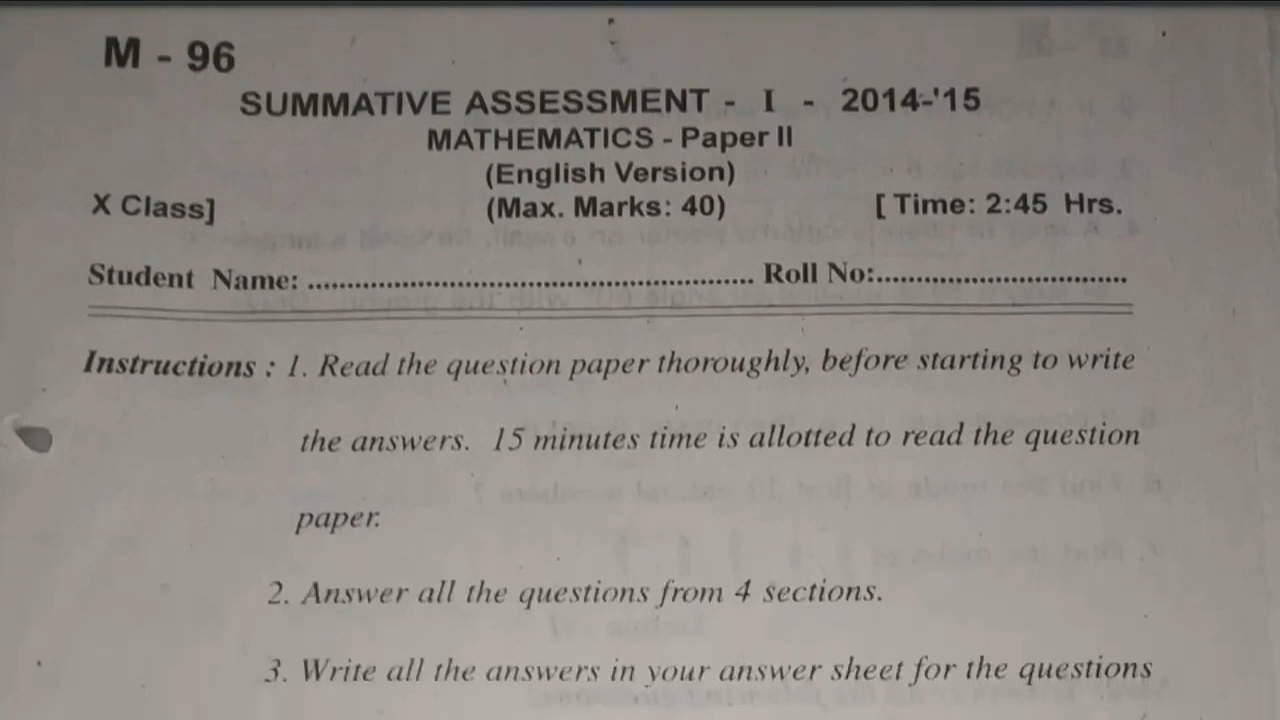 M - 96
SUMMATIVE ASSESSMENT - I - 2014-'15
MATHEMATICS - Paper II
(English Version)
X Class] (Max. Marks: 40) [ Time: 2:45 Hrs.
Student Name: ........................................................ Roll No:................................
Instructions : 1. Read the question paper thoroughly, before starting to write
the answers. 15 minutes time is allotted to read the question
paper.
2. Answer all the questions from 4 sections.
3. Write all the answers in your answer sheet for the questions